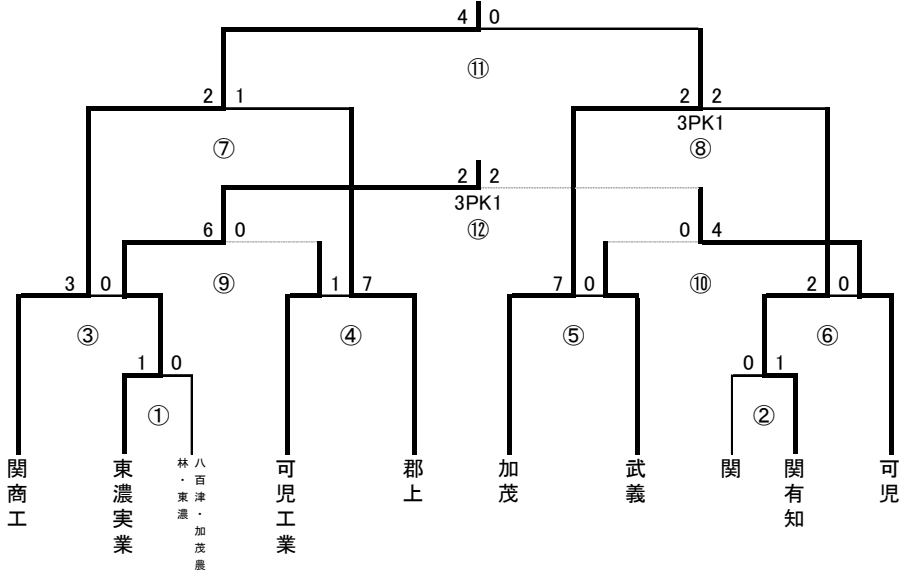 4 0
⑪
2 1
2 2
3PK1
⑦
⑧
2 2
3PK1
⑫
6 0
0 4
⑨
⑩
3 0
1 7
7 0
2 0
③
④
⑤
⑥
1 0
0 1
①
②
関商工
東濃実業
八百津・加茂農
林・東濃
可児工業
郡上
加茂
武義
関
関有知
可児